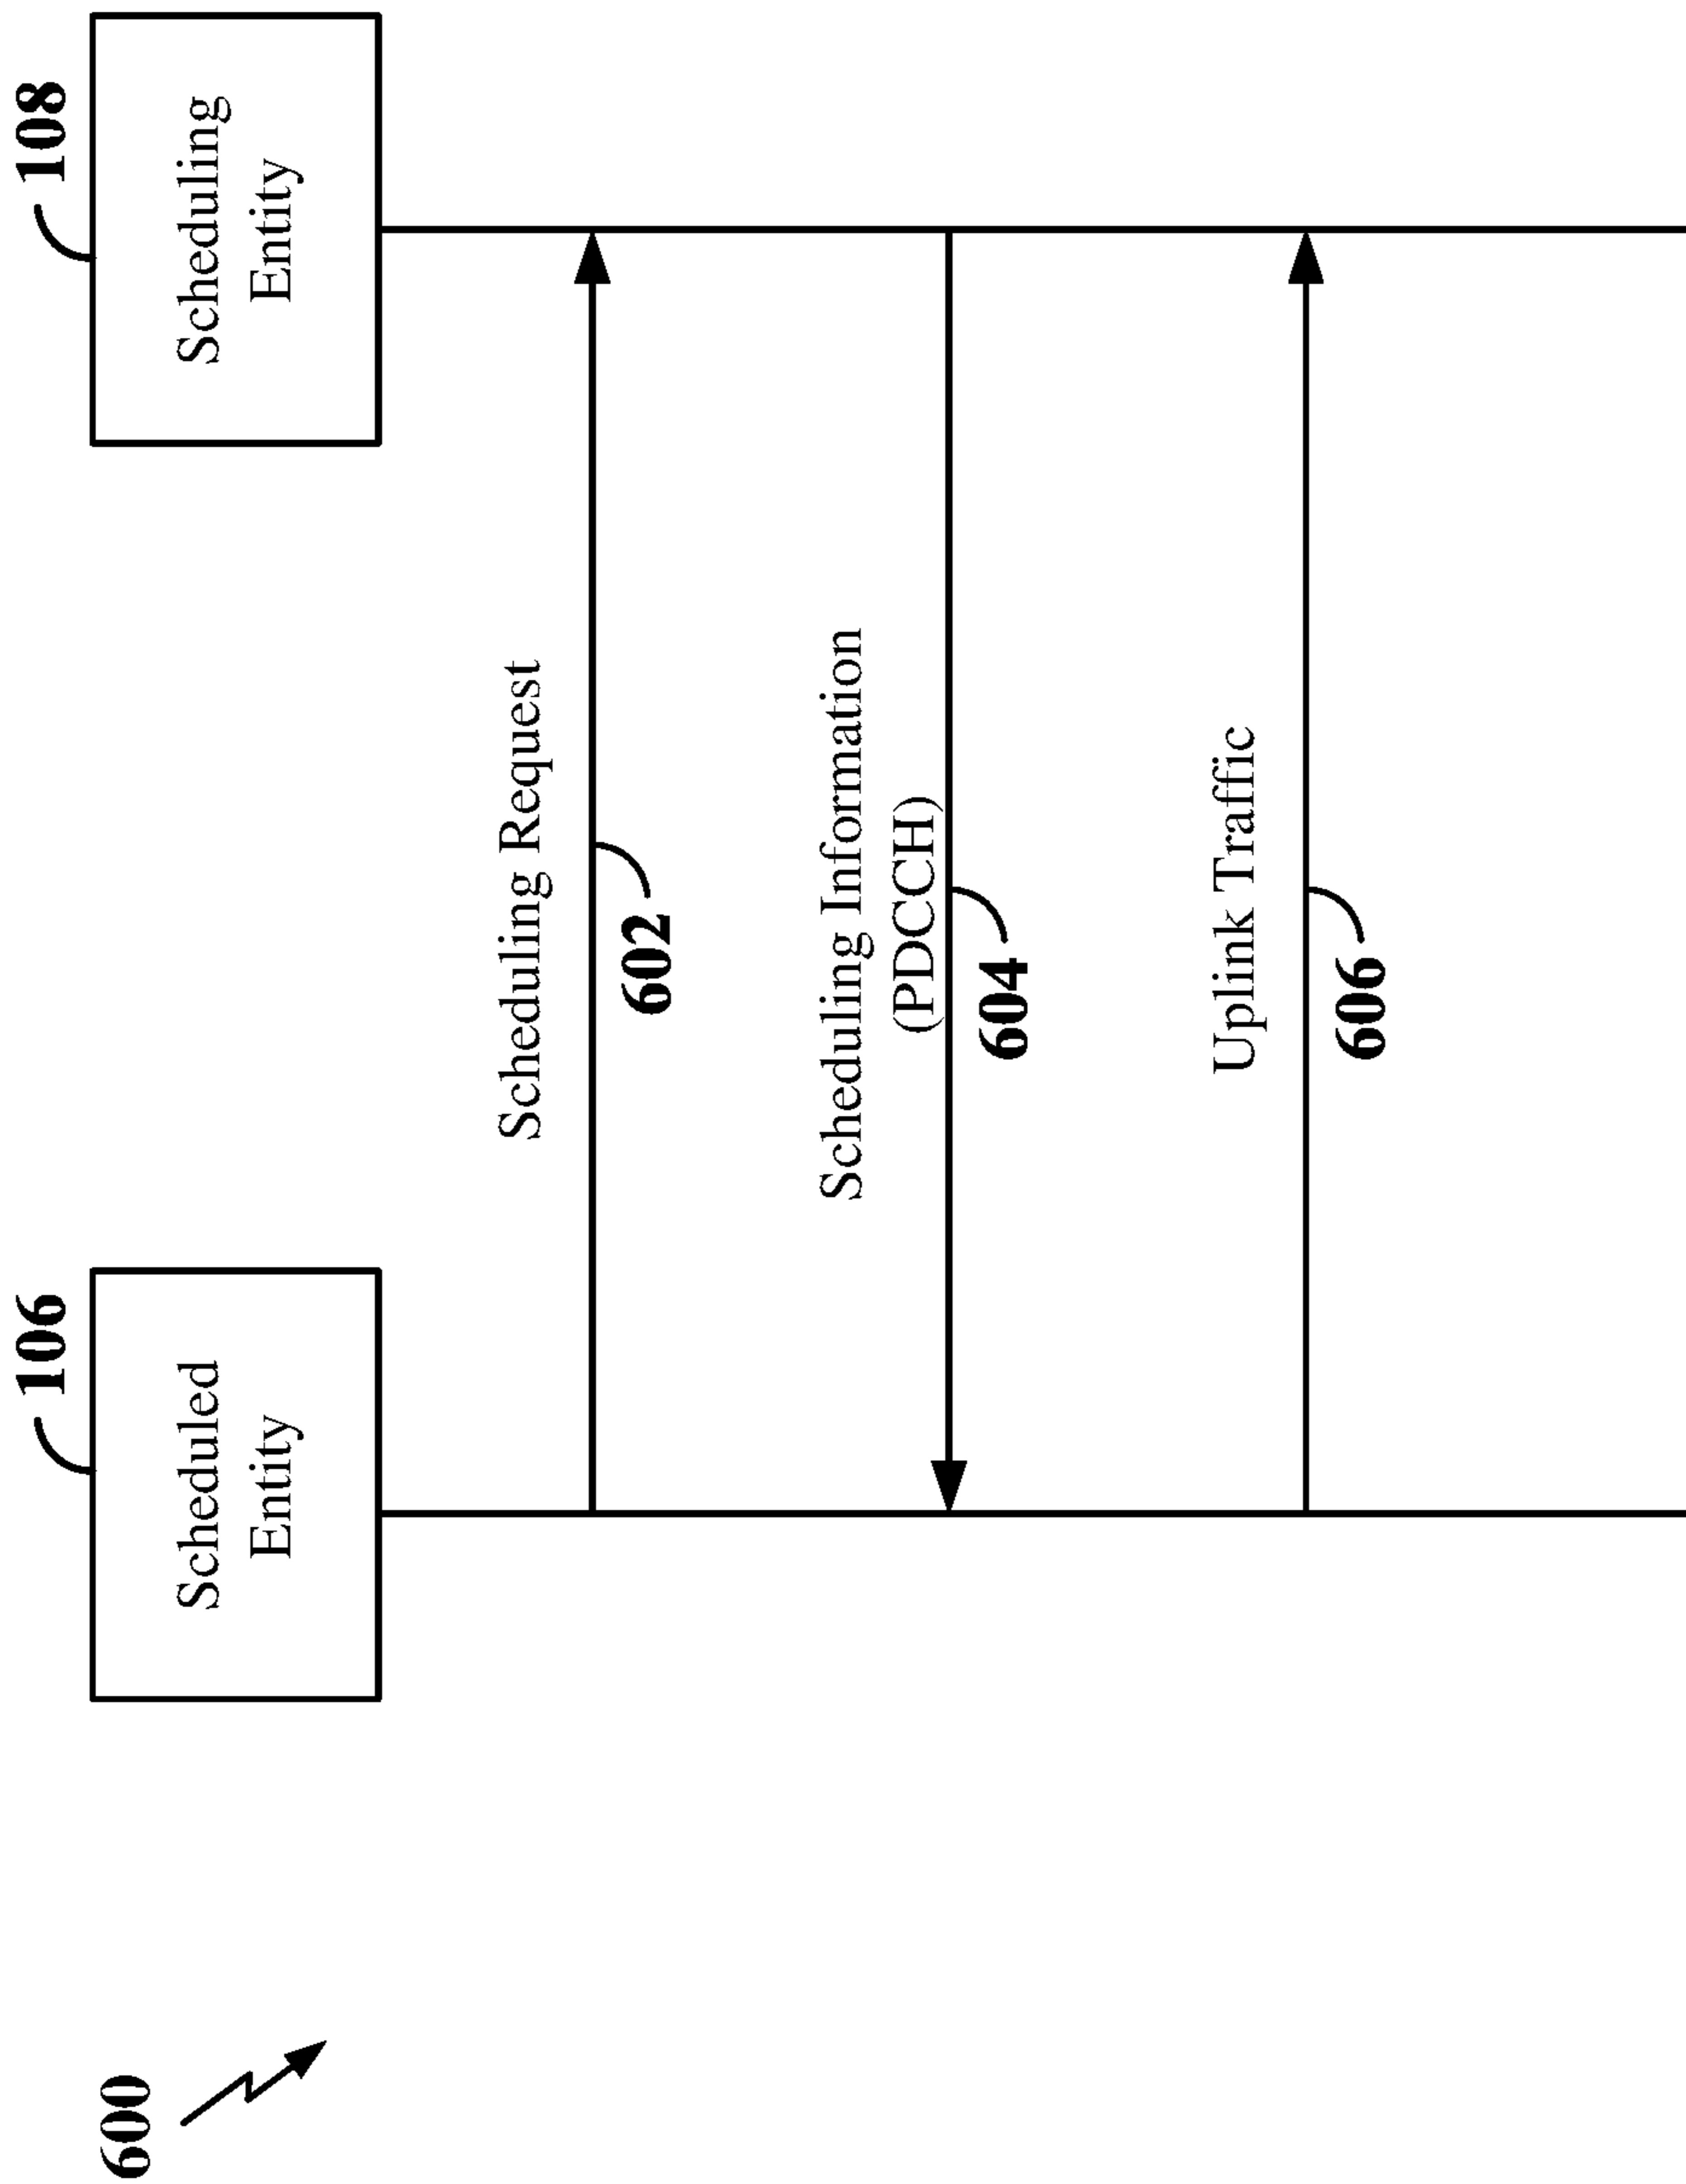 600
106
108
Scheduled
Entity
Scheduling
Entity
Scheduling Request
602
Scheduling Information
(PDCCH)
604
Uplink Traffic
606